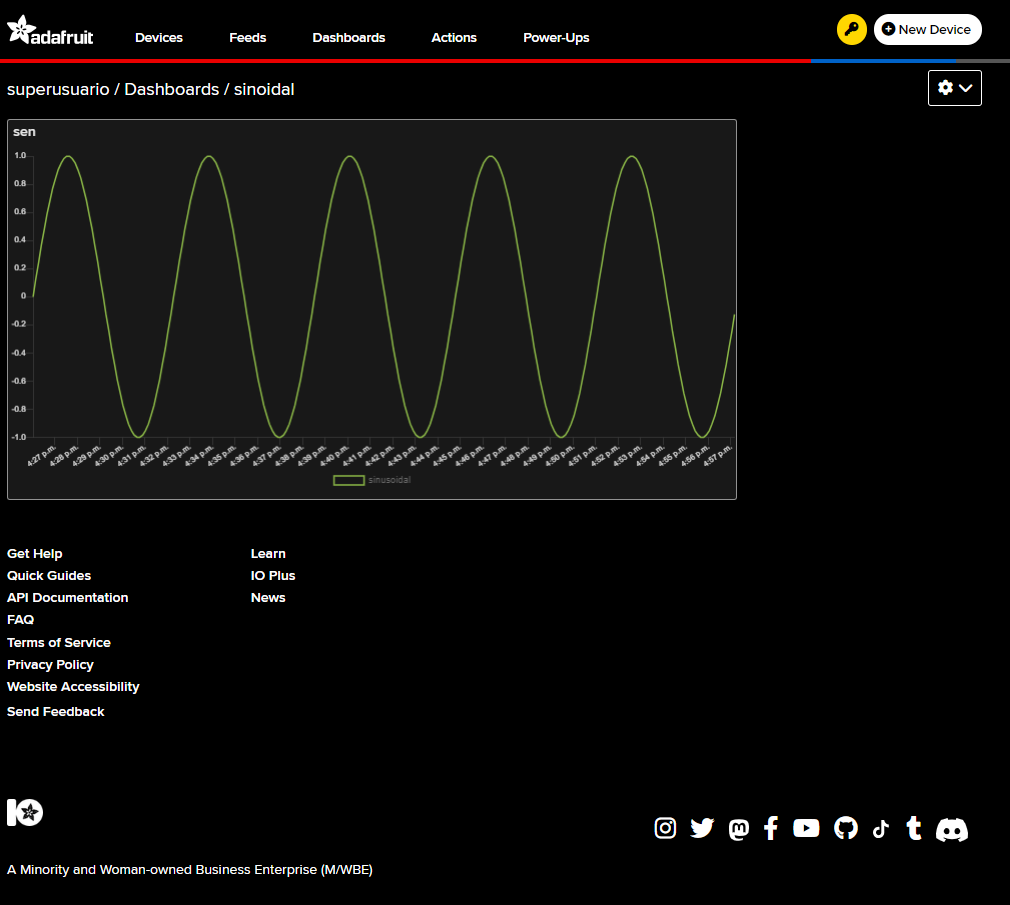 adafruit
Devices Feeds Dashboards Actions Power-Ups
New Device
superusuario / Dashboards / sinoidal
sen
1.0
0.8
0.6
0.4
0.2
0
-0.2
-0.4
-0.6
-0.8
-1.0
4:27 p.m. 4:28 p.m. 4:29 p.m. 4:30 p.m. 4:31 p.m. 4:32 p.m. 4:33 p.m. 4:34 p.m. 4:35 p.m. 4:36 p.m. 4:37 p.m. 4:38 p.m. 4:39 p.m. 4:40 p.m. 4:41 p.m. 4:42 p.m. 4:43 p.m. 4:44 p.m. 4:45 p.m. 4:46 p.m. 4:47 p.m. 4:48 p.m. 4:49 p.m. 4:50 p.m. 4:51 p.m. 4:52 p.m. 4:53 p.m. 4:54 p.m. 4:55 p.m. 4:56 p.m. 4:57 p.m.
sinusoidal
Get Help
Quick Guides
API Documentation
FAQ
Terms of Service
Privacy Policy
Website Accessibility
Send Feedback
Learn
IO Plus
News
IO
A Minority and Woman-owned Business Enterprise (M/WBE)